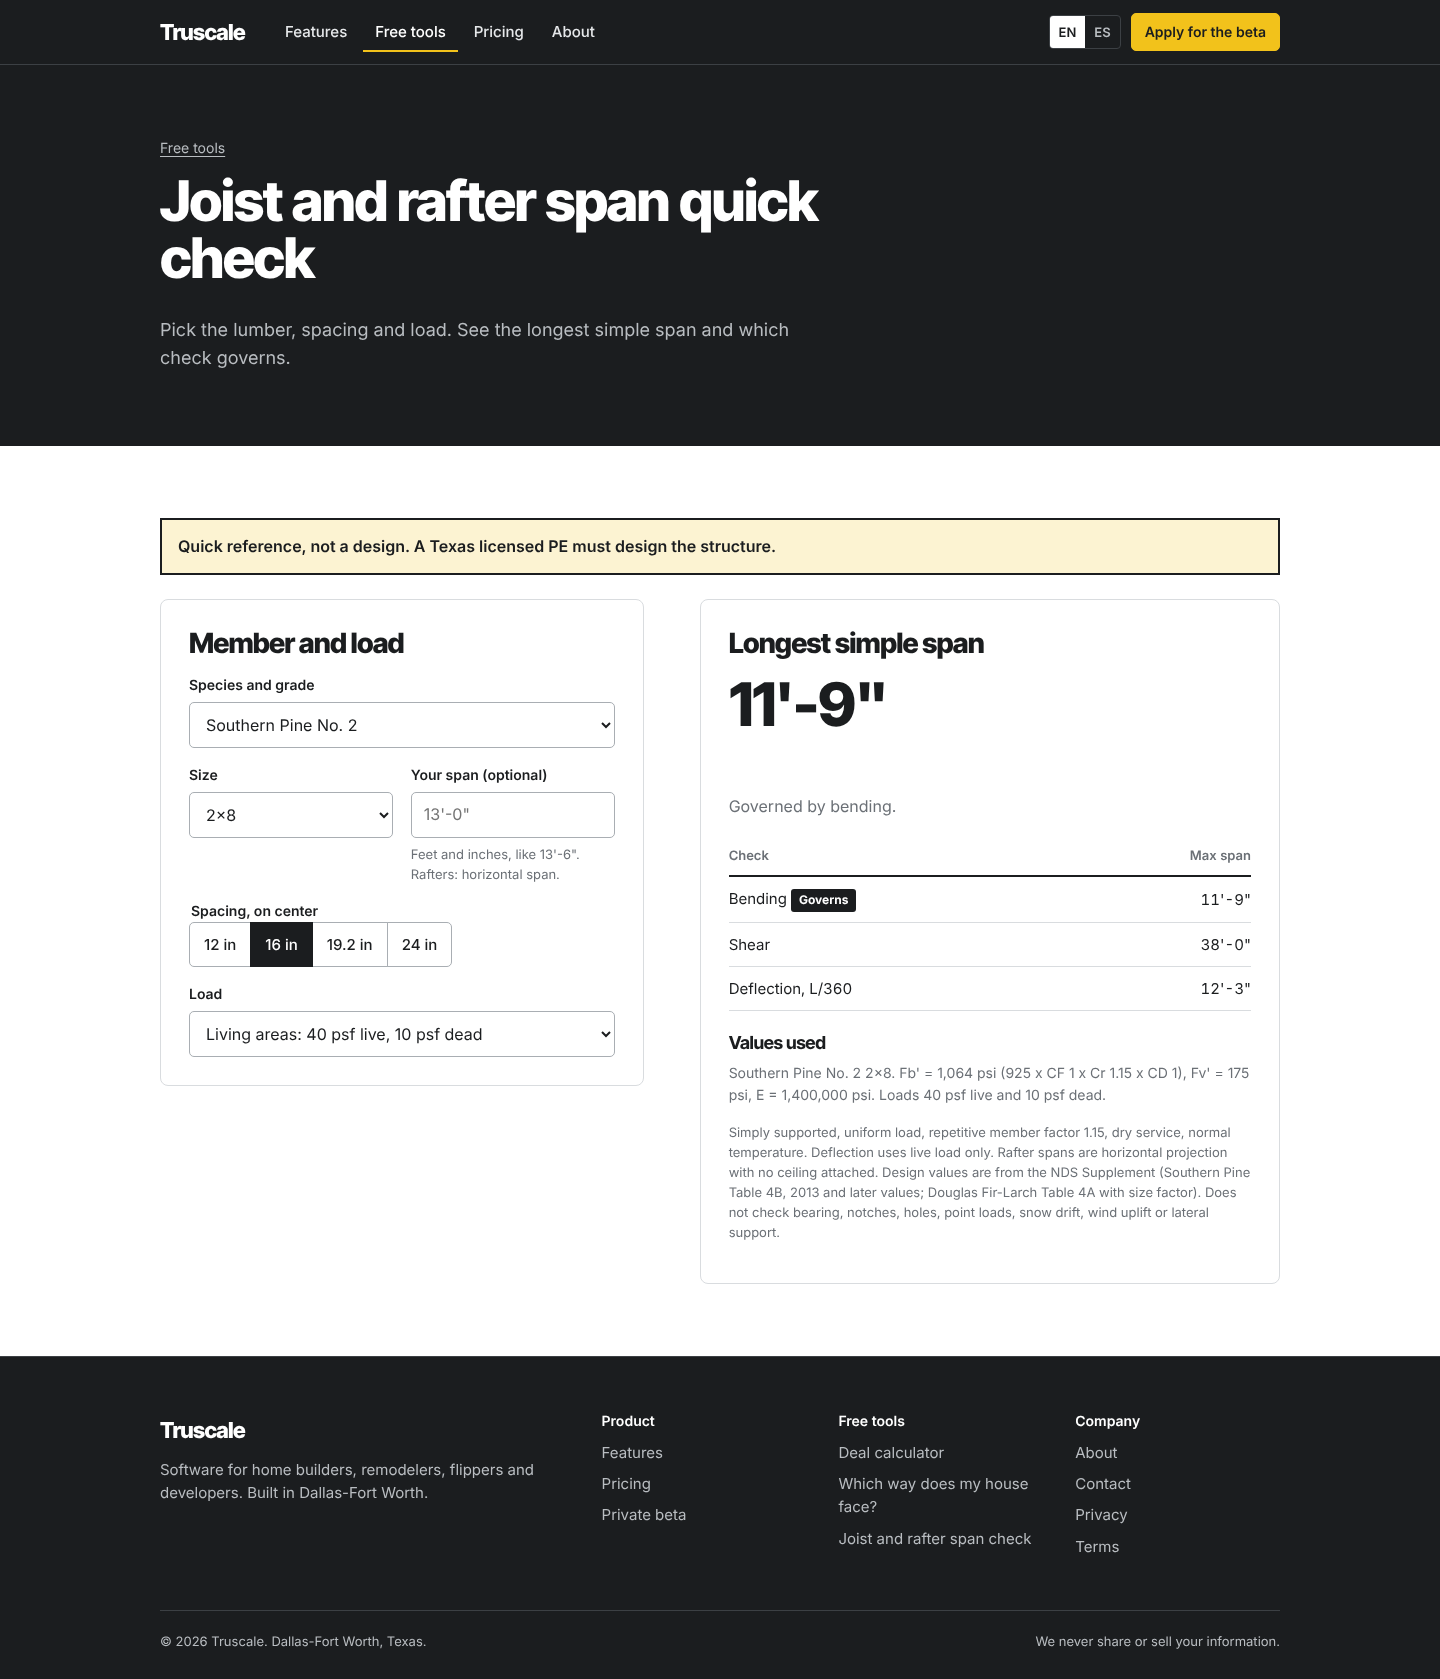 Truscale
Features
Free tools
Pricing
About
EN
ES
Apply for the beta
Free tools
Joist and rafter span quick
check
Pick the lumber, spacing and load. See the longest simple span and which
check governs.
Quick reference, not a design. A Texas licensed PE must design the structure.
Member and load
Species and grade
Southern Pine No. 2
Size
2×8
Your span (optional)
13'-0"
Feet and inches, like 13'-6".
Rafters: horizontal span.
Spacing, on center
12 in
16 in
19.2 in
24 in
Load
Living areas: 40 psf live, 10 psf dead
Longest simple span
11'-9"
Governed by bending.
Check Max span
Bending Governs 11'-9"
Shear 38'-0"
Deflection, L/360 12'-3"
Values used
Southern Pine No. 2 2×8. Fb' = 1,064 psi (925 x CF 1 x Cr 1.15 x CD 1), Fv' = 175
psi, E = 1,400,000 psi. Loads 40 psf live and 10 psf dead.
Simply supported, uniform load, repetitive member factor 1.15, dry service, normal
temperature. Deflection uses live load only. Rafter spans are horizontal projection
with no ceiling attached. Design values are from the NDS Supplement (Southern Pine
Table 4B, 2013 and later values; Douglas Fir-Larch Table 4A with size factor). Does
not check bearing, notches, holes, point loads, snow drift, wind uplift or lateral
support.
Truscale
Software for home builders, remodelers, flippers and
developers. Built in Dallas-Fort Worth.
Product
Features
Pricing
Private beta
Free tools
Deal calculator
Which way does my house
face?
Joist and rafter span check
Company
About
Contact
Privacy
Terms
© 2026 Truscale. Dallas-Fort Worth, Texas.
We never share or sell your information.